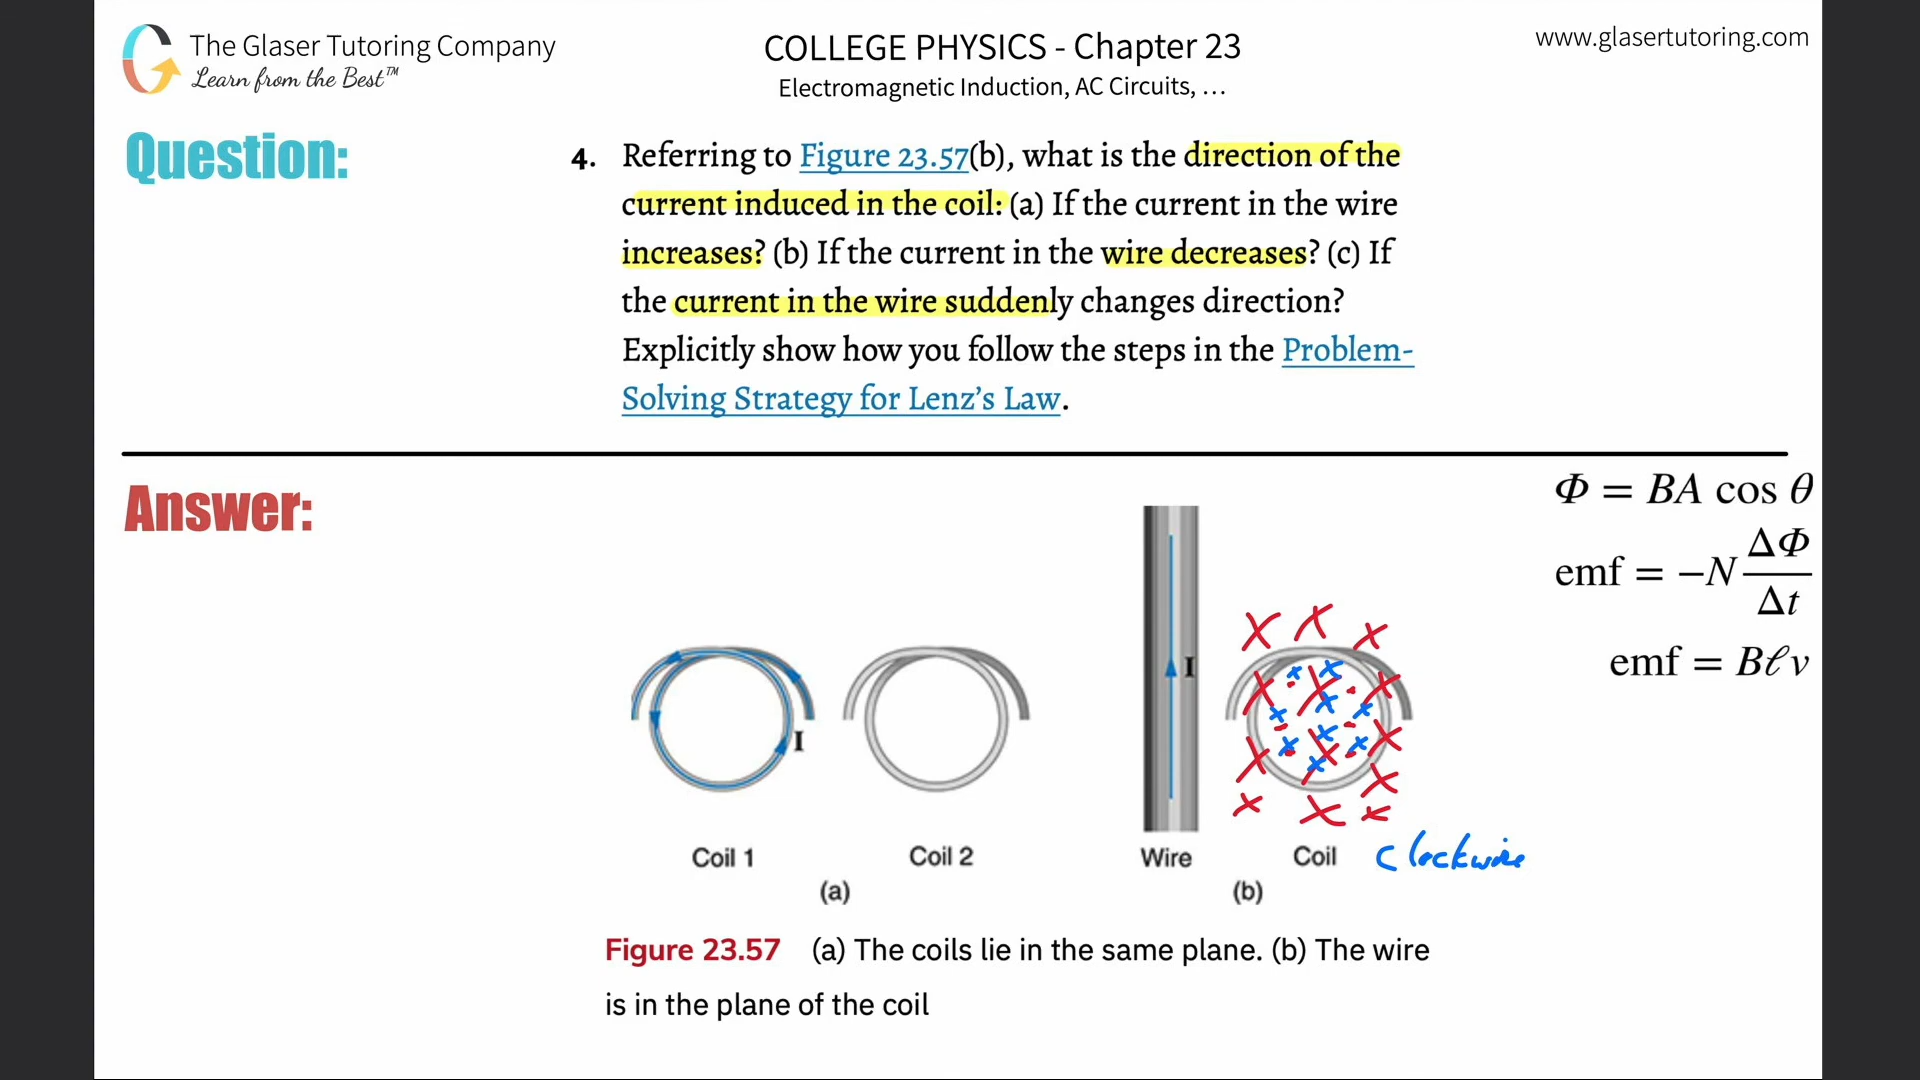 The Glaser Tutoring Company
Learn from the Best™
COLLEGE PHYSICS - Chapter 23
Electromagnetic Induction, AC Circuits, …
www.glasertutoring.com
Question:
4. Referring to Figure 23.57(b), what is the direction of the
current induced in the coil: (a) If the current in the wire
increases? (b) If the current in the wire decreases? (c) If
the current in the wire suddenly changes direction?
Explicitly show how you follow the steps in the Problem-
Solving Strategy for Lenz's Law.
Answer:
Φ = BA cos θ
emf = −N ΔΦ/Δt
emf = Bℓv
I
I
Coil 1
Coil 2
Wire
Coil
Clockwise
(a)
(b)
Figure 23.57 (a) The coils lie in the same plane. (b) The wire
is in the plane of the coil